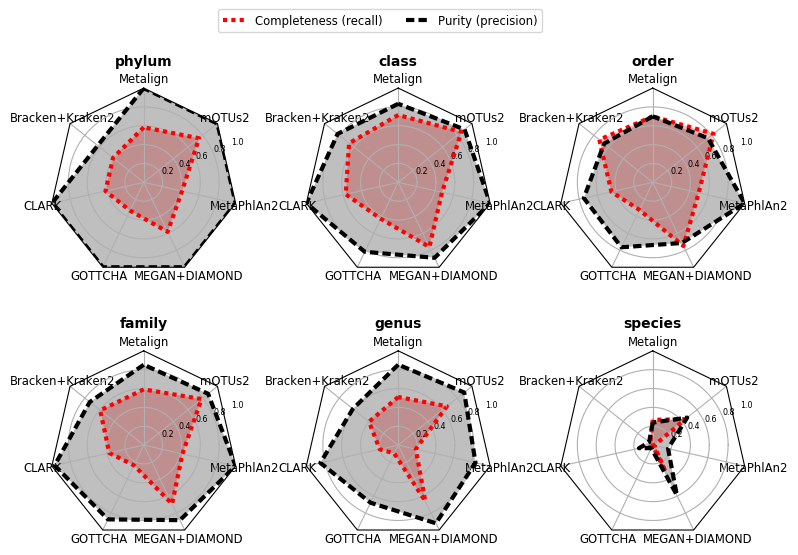 Completeness (recall) Purity (precision)
phylum class order
Metalign Metalign Metalign
Bracken+Kraken2 mOTUs2 Bracken+Kraken2 mOTUs2 Bracken+Kraken2 mOTUs2
0.2 0.4 0.6 0.8 1.0 0.2 0.4 0.6 0.8 1.0 0.2 0.4 0.6 0.8 1.0
CLARK MetaPhlAn2 CLARK MetaPhlAn2 CLARK MetaPhlAn2
GOTTCHA MEGAN+DIAMOND GOTTCHA MEGAN+DIAMOND GOTTCHA MEGAN+DIAMOND
family genus species
Metalign Metalign Metalign
Bracken+Kraken2 mOTUs2 Bracken+Kraken2 mOTUs2 Bracken+Kraken2 mOTUs2
0.2 0.4 0.6 0.8 1.0 0.2 0.4 0.6 0.8 1.0 0.2 0.4 0.6 0.8 1.0
CLARK MetaPhlAn2 CLARK MetaPhlAn2 CLARK MetaPhlAn2
GOTTCHA MEGAN+DIAMOND GOTTCHA MEGAN+DIAMOND GOTTCHA MEGAN+DIAMOND